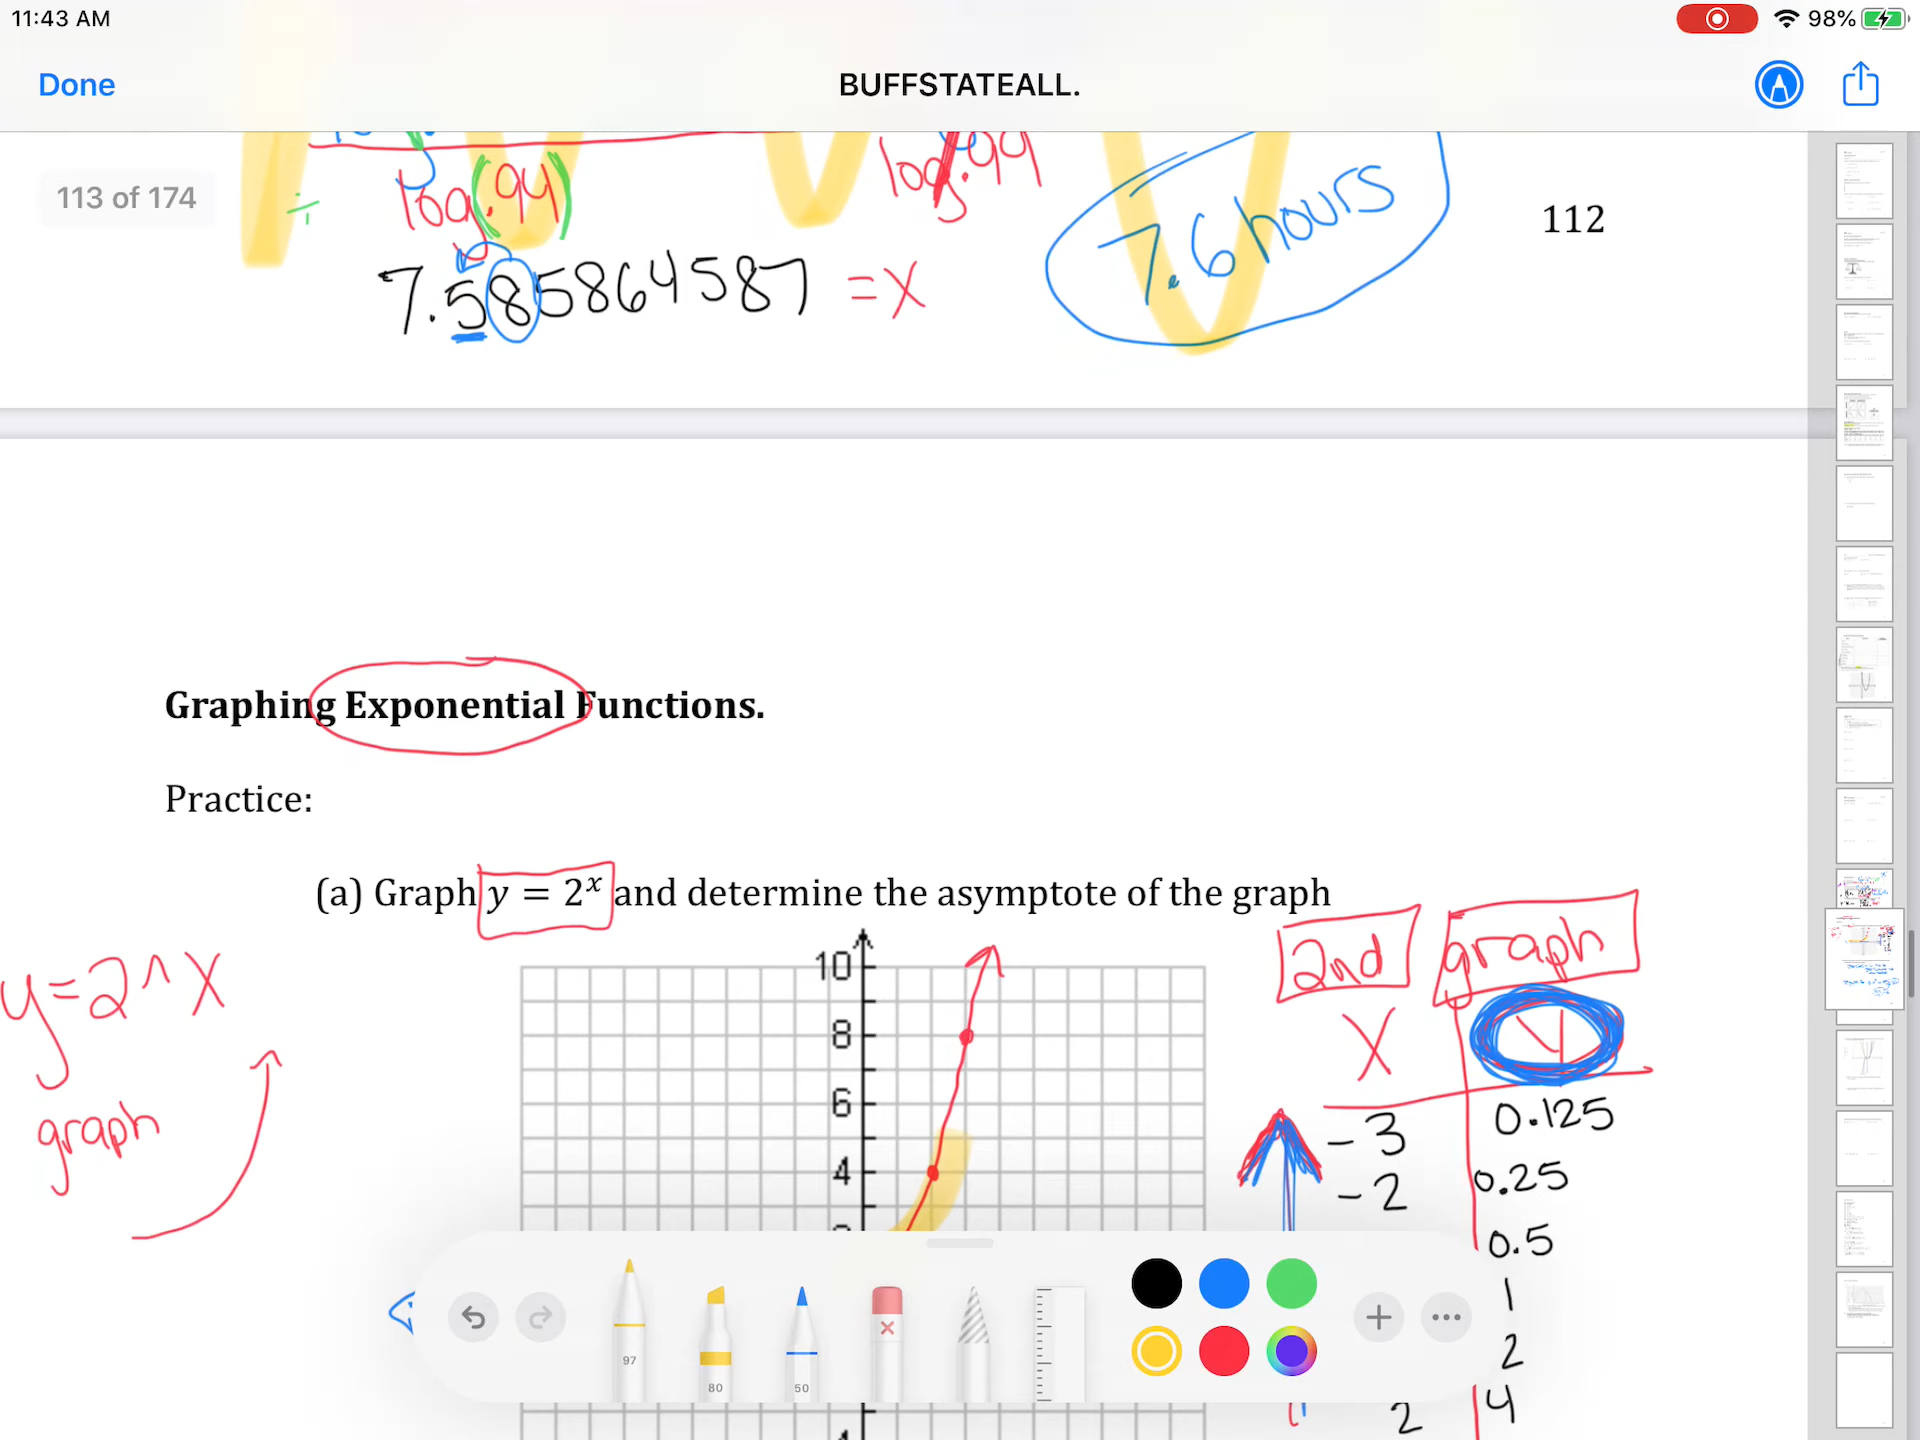 11:43 AM
98%
Done
BUFFSTATEALL.
113 of 174
÷ log(.94)
log.94
7.6 hours
112
7.585864587 = X
Graphing Exponential Functions.
Practice:
(a) Graph y = 2ˣ and determine the asymptote of the graph
y=2^X
graph
2nd graph
X Y
-3 0.125
-2 0.25
0.5
1
2
2 4
10
8
6
4
97
80
50